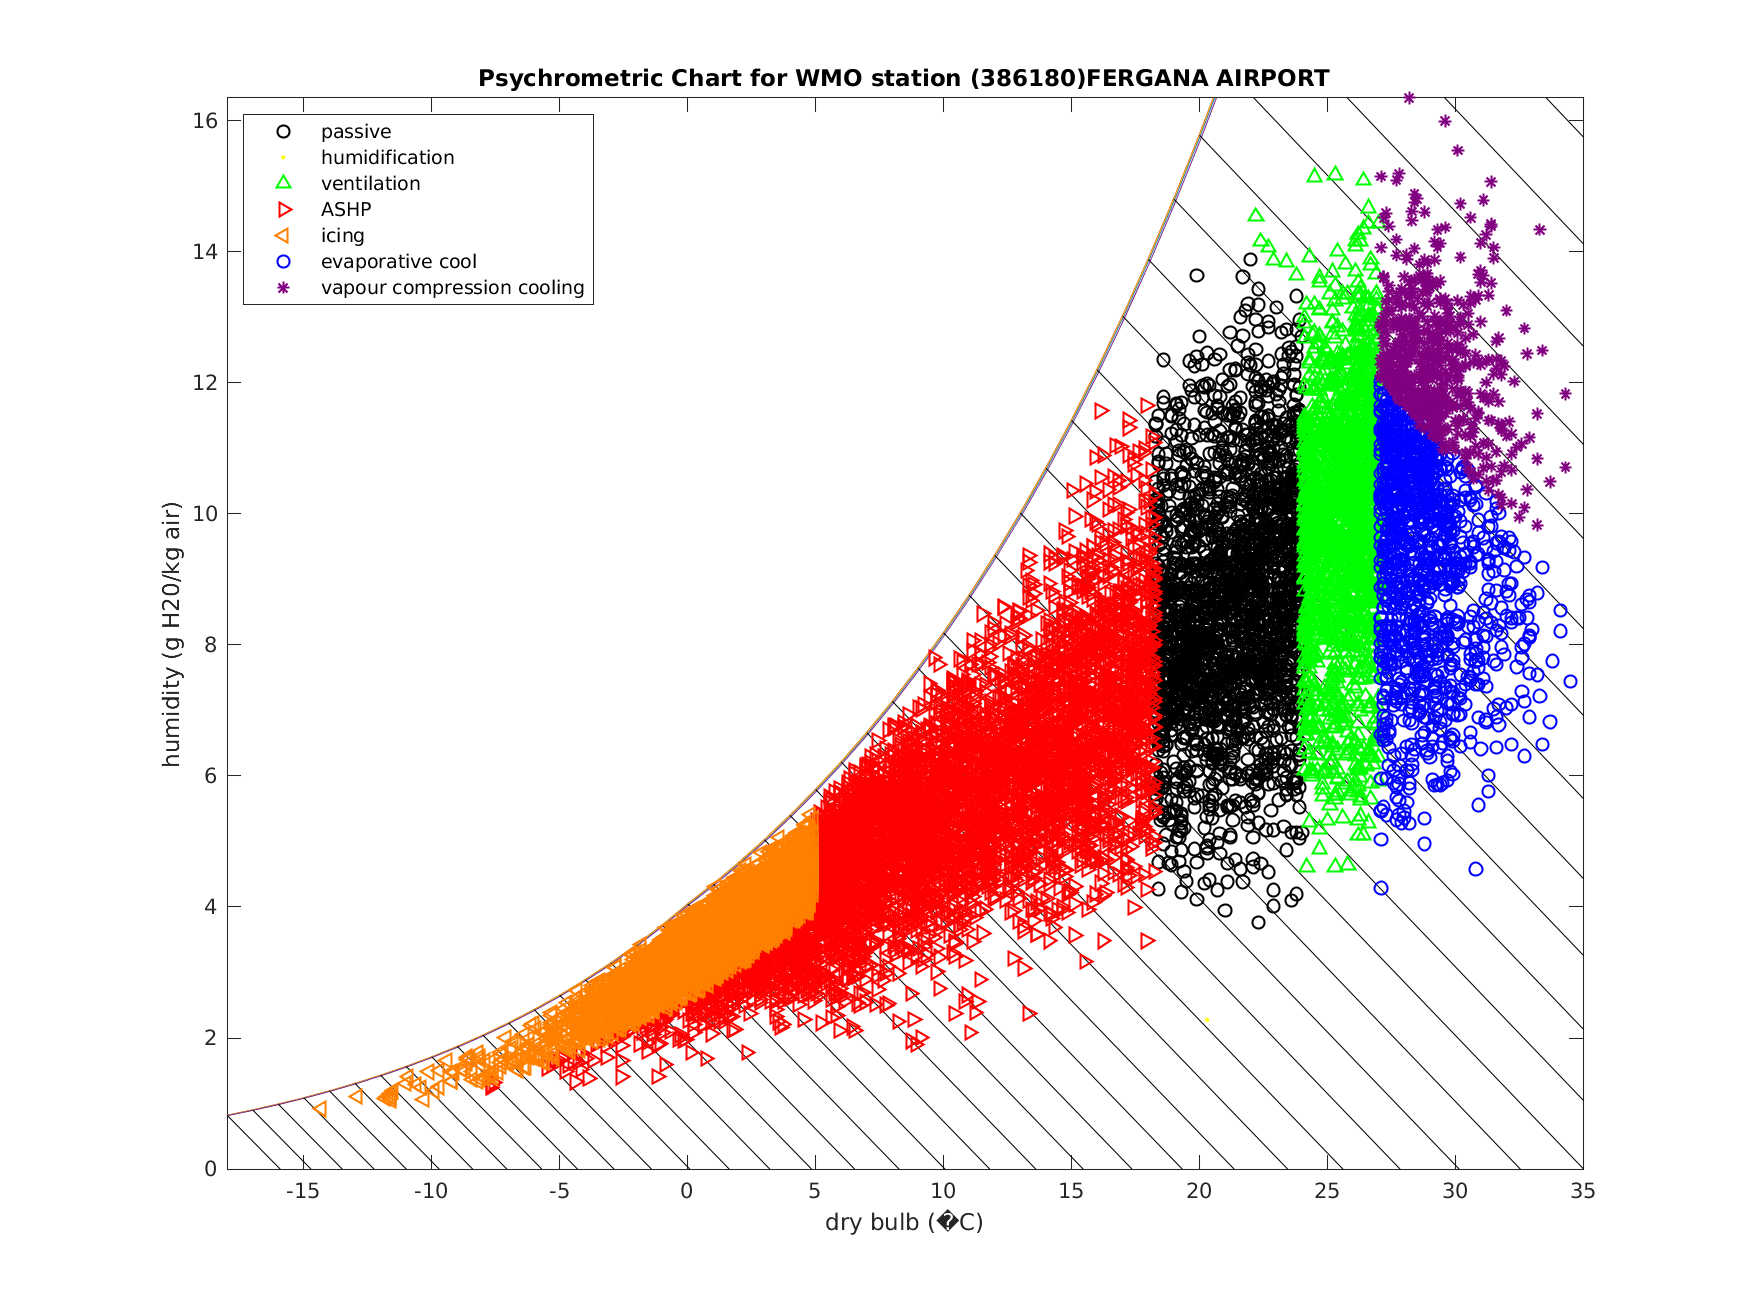 Psychrometric Chart for WMO station (386180)FERGANA AIRPORT
passive
humidification
ventilation
ASHP
icing
evaporative cool
vapour compression cooling
humidity (g H20/kg air)
16
14
12
10
8
6
4
2
0
-15 -10 -5 0 5 10 15 20 25 30 35
dry bulb (�C)